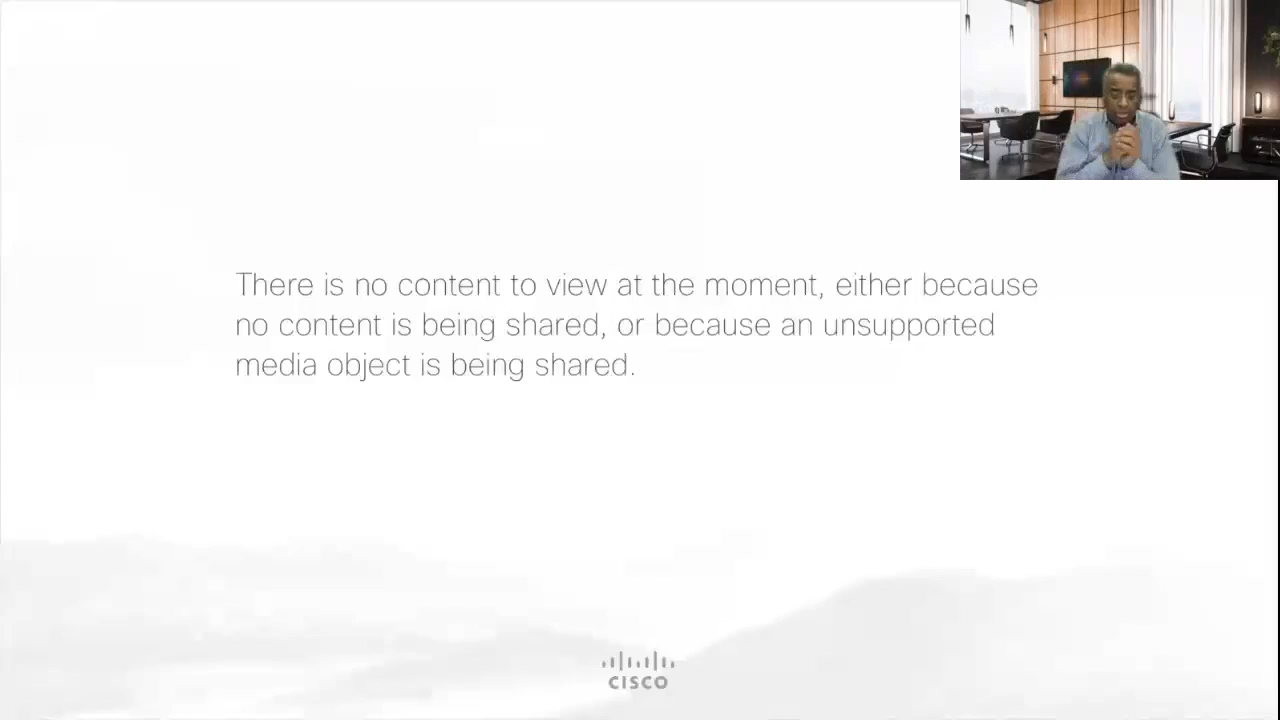 There is no content to view at the moment, either because
no content is being shared, or because an unsupported
media object is being shared.
CISCO